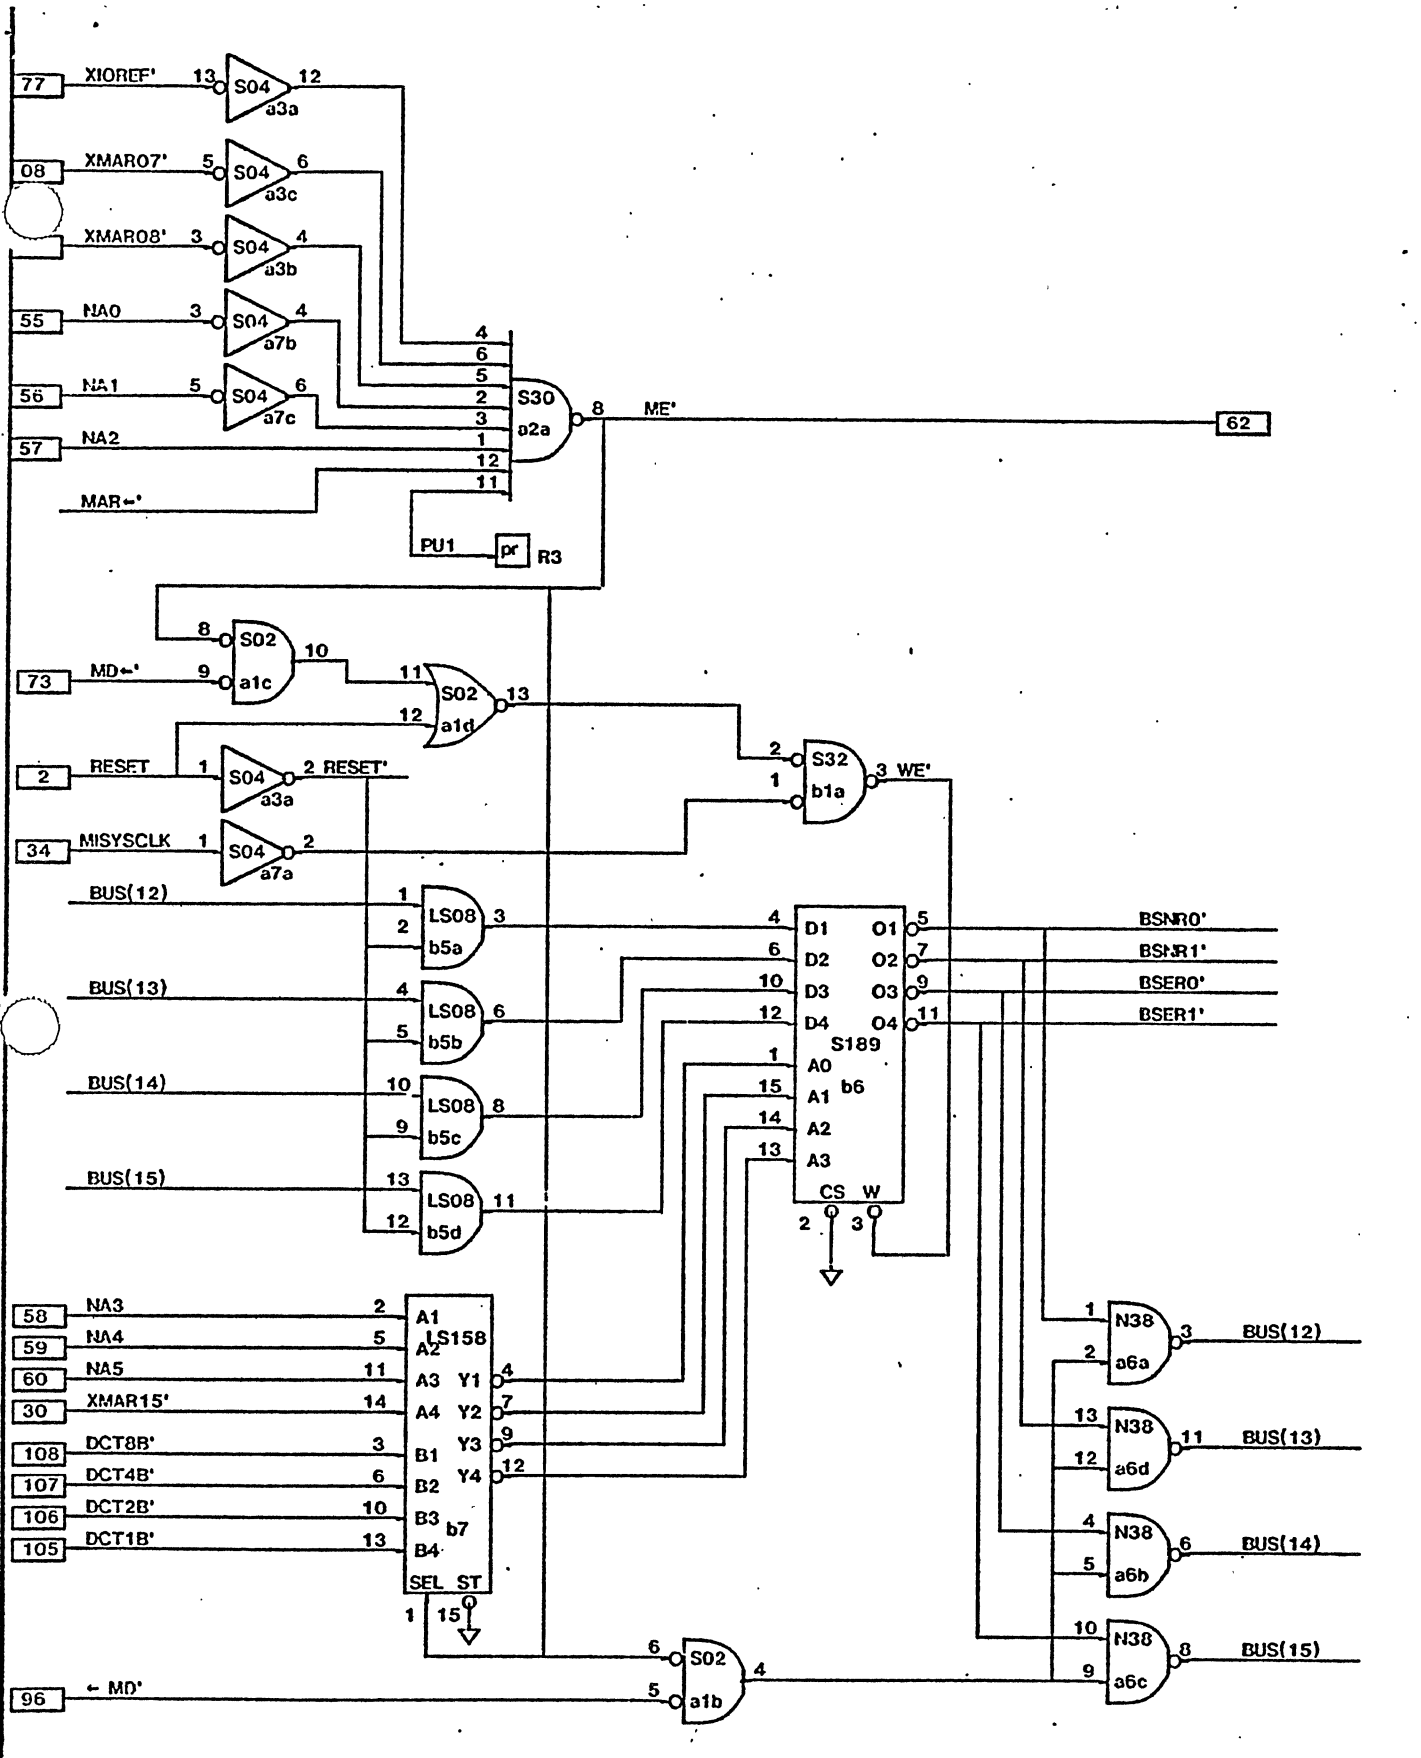 77 XIOREF' 13 S04 12
a3a
08 XMAR07' 5 S04 6
a3c
XMAR08' 3 S04 4
a3b
55 NA0 3 S04 4
a7b
56 NA1 5 S04 6
a7c
57 NA2
MAR←'
4
6
5
2
3
1
12
11
S30
a2a
8 ME' 62
PU1 pr R3
8 S02
73 MD←' 9 a1c
10
11 S02 13
12 a1d
2 RESET 1 S04 2 RESET'
a3a
34 MISYSCLK 1 S04 2
a7a
2 S32
1 b1a
3 WE'
BUS(12) 1 LS08 3
2 b5a
BUS(13) 4 LS08 6
5 b5b
BUS(14) 10 LS08 8
9 b5c
BUS(15) 13 LS08 11
12 b5d
4 D1 O1 5 BSNR0'
6 D2 O2 7 BSNR1'
10 D3 O3 9 BSER0'
12 D4 O4 11 BSER1'
S189
1 A0
b6
15 A1
14 A2
13 A3
CS W
2 3
58 NA3 2 A1
LS158
59 NA4 5 A2
60 NA5 11 A3 Y1 4
30 XMAR15' 14 A4 Y2 7
108 DCT8B' 3 B1 Y3 9
107 DCT4B' 6 B2 Y4 12
106 DCT2B' 10 B3
b7
105 DCT1B' 13 B4
SEL ST
1 15
96 ← MD'
6 S02
5 a1b
4
1 N38 3 BUS(12)
2 a6a
13 N38 11 BUS(13)
12 a6d
4 N38 6 BUS(14)
5 a6b
10 N38 8 BUS(15)
9 a6c